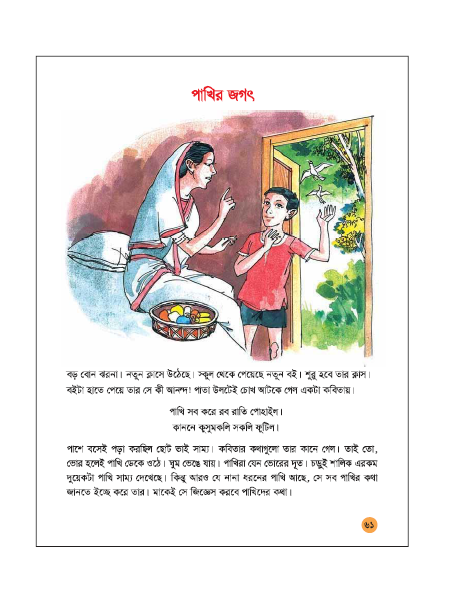 পাখির জগৎ
বড় বোন ঝরনা। নতুন ক্লাসে উঠেছে। স্কুল থেকে পেয়েছে নতুন বই। শুরু হবে তার ক্লাস।
বইটা হাতে পেয়ে তার সে কী আনন্দ! পাতা উলটেই চোখ আটকে গেল একটা কবিতায়।
পাখি সব করে রব রাতি পোহাইল।
কাননে কুসুমকলি সকলি ফুটিল।
পাশে বসেই পড়া করছিল ছোট ভাই সাম্য। কবিতার কথাগুলো তার কানে গেল। তাই তো,
ভোর হলেই পাখি ডেকে ওঠে। ঘুম ভেঙে যায়। পাখিরা যেন ভোরের দূত। চড়ুই শালিক এরকম
দুয়েকটা পাখি সাম্য দেখেছে। কিন্তু আরও যে নানা ধরনের পাখি আছে, সে সব পাখির কথা
জানতে ইচ্ছে করে তার। মাকেই সে জিজ্ঞেস করবে পাখিদের কথা।
৬১